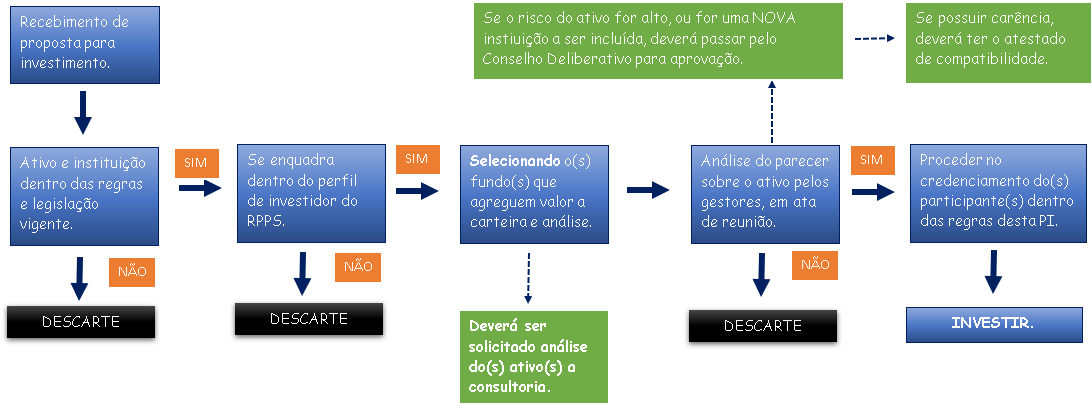 Recebimento de
proposta para
investimento.
Se o risco do ativo for alto, ou for uma NOVA
instiuição a ser incluída, deverá passar pelo
Conselho Deliberativo para aprovação.
Se possuir carência,
deverá ter o atestado
de compatibilidade.
Ativo e instituição
dentro das regras
e legislação
vigente.
SIM
Se enquadra
dentro do perfil
de investidor do
RPPS.
SIM
Selecionando o(s)
fundo(s) que
agreguem valor a
carteira e análise.
Análise do parecer
sobre o ativo pelos
gestores, em ata
de reunião.
SIM
Proceder no
credenciamento do(s)
participante(s) dentro
das regras desta PI.
NÃO
NÃO
NÃO
DESCARTE
DESCARTE
Deverá ser
solicitado análise
do(s) ativo(s) a
consultoria.
DESCARTE
INVESTIR.